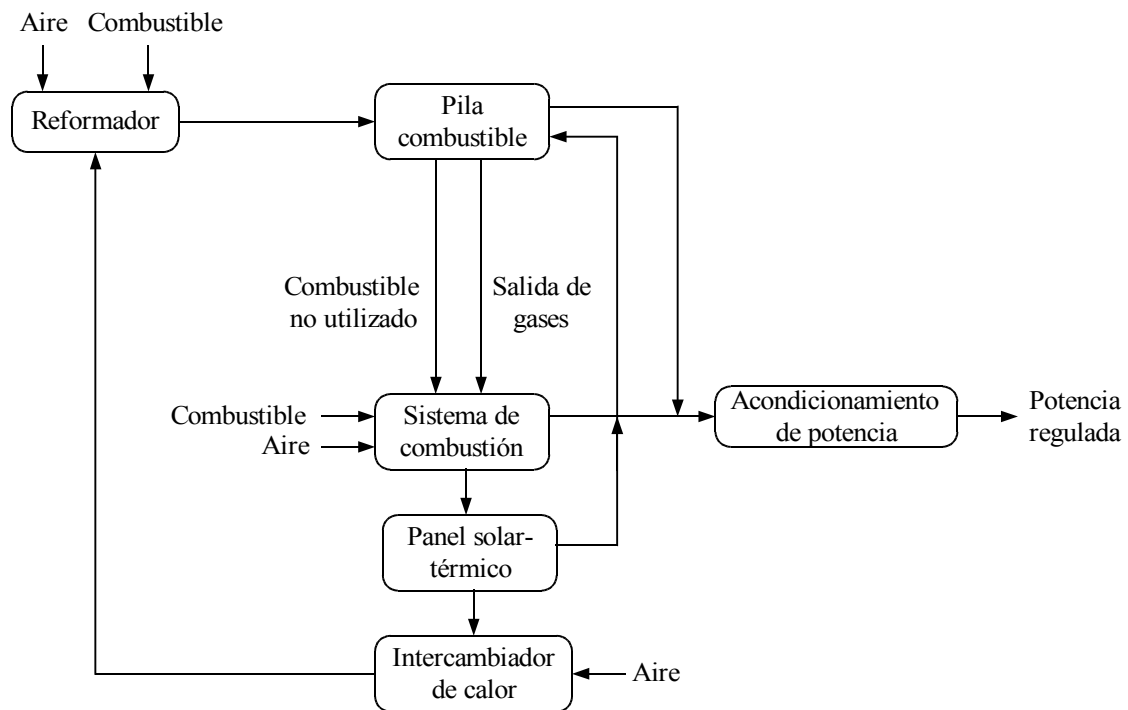 Aire
Combustible
Reformador
Pila
combustible
Combustible
no utilizado
Salida de
gases
Combustible
Aire
Sistema de
combustión
Acondicionamiento
de potencia
Potencia
regulada
Panel solar-
térmico
Intercambiador
de calor
Aire